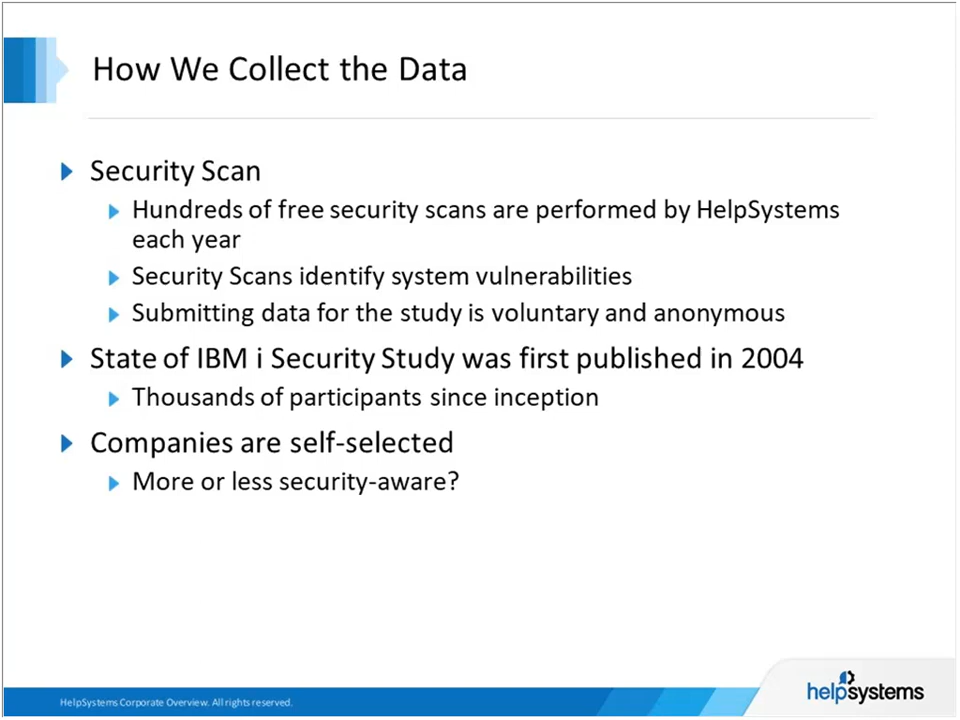 How We Collect the Data
Security Scan
Hundreds of free security scans are performed by HelpSystems
each year
Security Scans identify system vulnerabilities
Submitting data for the study is voluntary and anonymous
State of IBM i Security Study was first published in 2004
Thousands of participants since inception
Companies are self-selected
More or less security-aware?
HelpSystems Corporate Overview. All rights reserved.
helpsystems